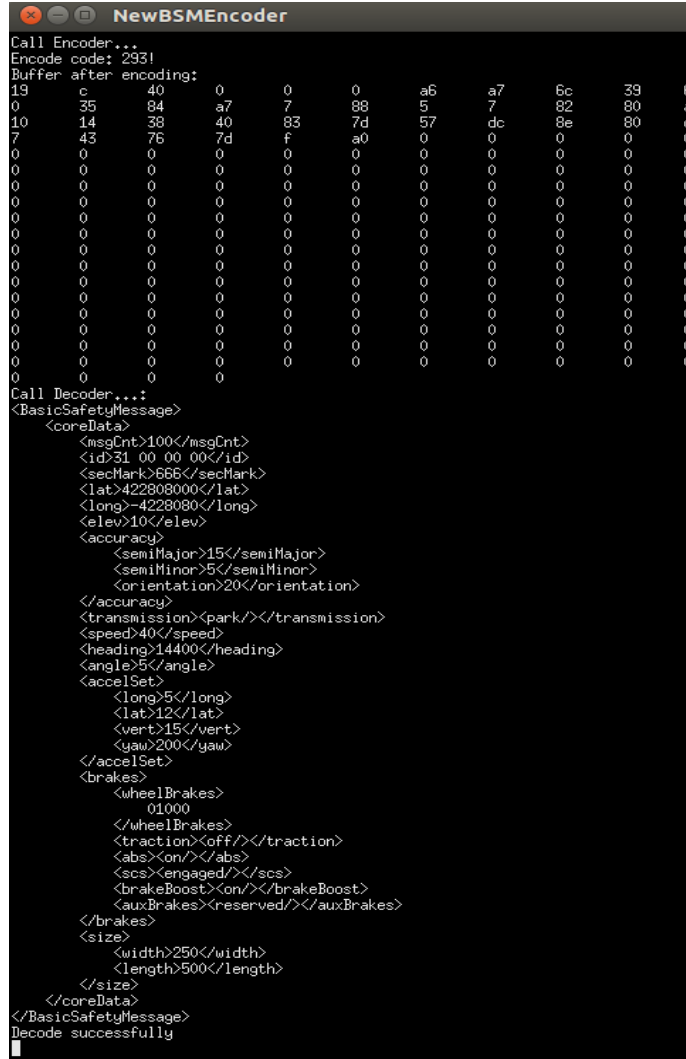 NewBSMEncoder
Call Encoder...
Encode code: 293!
Buffer after encoding:
19 c 40 0 0 0 a6 a7 6c 39
0 35 84 a7 7 88 5 7 82 80
10 14 38 40 83 7d 57 dc 8e 80
7 43 76 7d f a0 0 0 0 0
0 0 0 0 0 0 0 0 0 0
0 0 0 0 0 0 0 0 0 0
0 0 0 0 0 0 0 0 0 0
0 0 0 0 0 0 0 0 0 0
0 0 0 0 0 0 0 0 0 0
0 0 0 0 0 0 0 0 0 0
0 0 0 0 0 0 0 0 0 0
0 0 0 0 0 0 0 0 0 0
0 0 0 0 0 0 0 0 0 0
0 0 0 0 0 0 0 0 0 0
0 0 0 0 0 0 0 0 0 0
0 0 0 0 0 0 0 0 0 0
0 0 0 0 0 0 0 0 0 0
0 0 0 0 0 0 0 0 0 0
0 0 0 0
Call Decoder...:
<BasicSafetyMessage>
<coreData>
<msgCnt>100</msgCnt>
<id>31 00 00 00</id>
<secMark>666</secMark>
<lat>422808000</lat>
<long>-4228080</long>
<elev>10</elev>
<accuracy>
<semiMajor>15</semiMajor>
<semiMinor>5</semiMinor>
<orientation>20</orientation>
</accuracy>
<transmission><park/></transmission>
<speed>40</speed>
<heading>14400</heading>
<angle>5</angle>
<accelSet>
<long>5</long>
<lat>12</lat>
<vert>15</vert>
<yaw>200</yaw>
</accelSet>
<brakes>
<wheelBrakes>
01000
</wheelBrakes>
<traction><off/></traction>
<abs><on/></abs>
<scs><engaged/></scs>
<brakeBoost><on/></brakeBoost>
<auxBrakes><reserved/></auxBrakes>
</brakes>
<size>
<width>250</width>
<length>500</length>
</size>
</coreData>
</BasicSafetyMessage>
Decode successfully